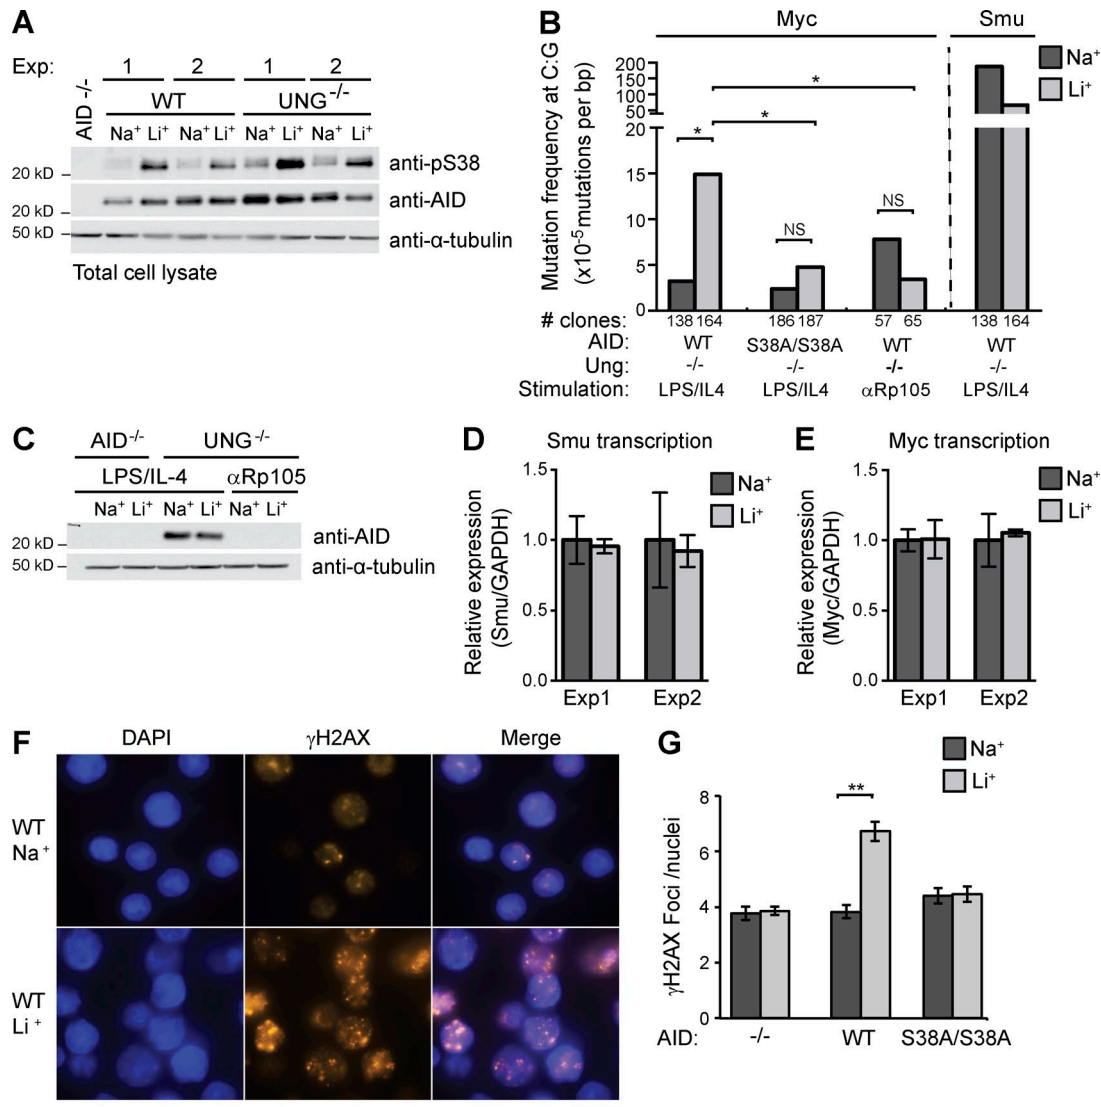 A
Exp: 1 2 1 2
AID -/- WT UNG-/-
Na+ Li+ Na+ Li+ Na+ Li+ Na+ Li+
20 kD anti-pS38
20 kD anti-AID
50 kD anti-α-tubulin
Total cell lysate
B
Myc Smu
Na+
Li+
Mutation frequency at C:G
(x10-5 mutations per bp)
200
150
100
50
20
15
10
5
0
* * *
NS NS
# clones: 138 164 186 187 57 65 138 164
AID: WT S38A/S38A WT WT
Ung: -/- -/- -/- -/-
Stimulation: LPS/IL4 LPS/IL4 αRp105 LPS/IL4
C
AID-/- UNG-/-
LPS/IL-4 αRp105
Na+ Li+ Na+ Li+ Na+ Li+
20 kD anti-AID
50 kD anti-α-tubulin
D
Smu transcription
Na+
Li+
Relative expression
(Smu/GAPDH)
1.5
1.0
0.5
0.0
Exp1 Exp2
E
Myc transcription
Na+
Li+
Relative expression
(Myc/GAPDH)
1.5
1.0
0.5
0.0
Exp1 Exp2
F
DAPI γH2AX Merge
WT
Na+
WT
Li+
G
Na+
Li+
γH2AX Foci /nuclei
8
6
4
2
0
**
AID: -/- WT S38A/S38A